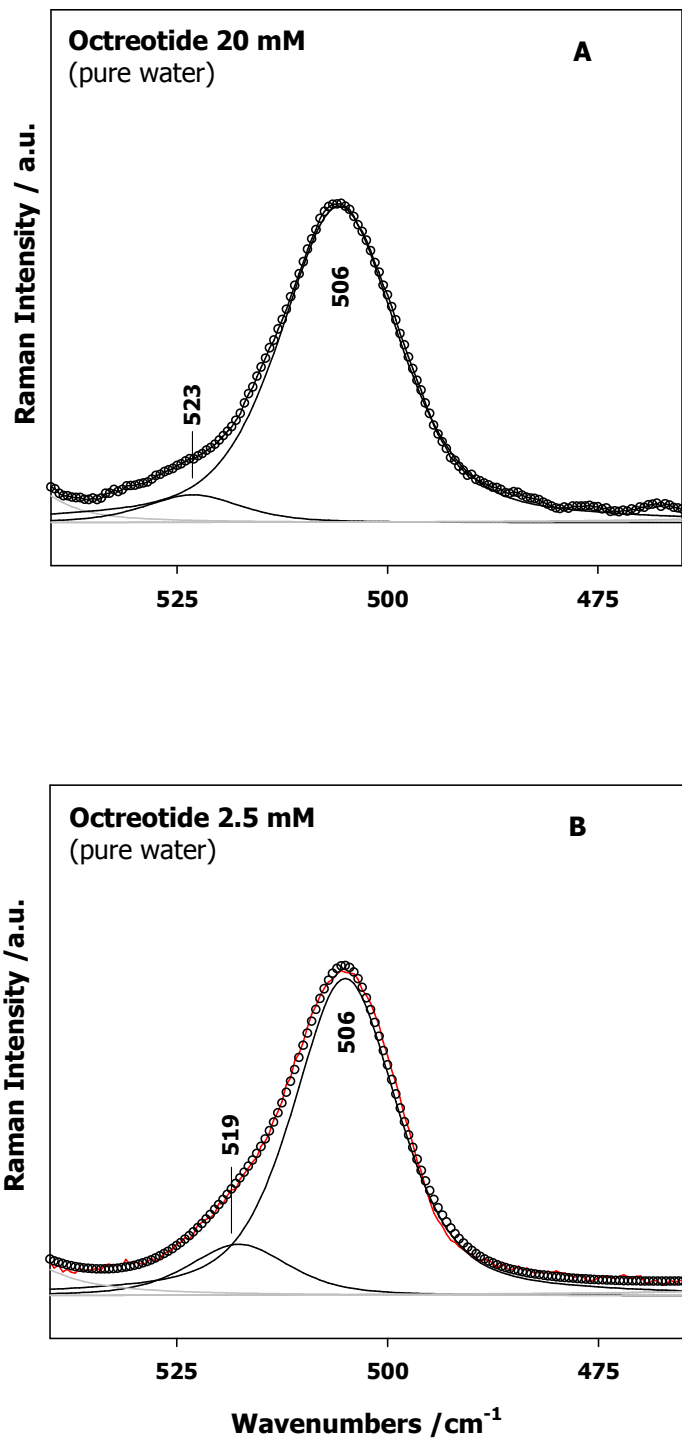 Octreotide 20 mM
(pure water)
A
Raman Intensity / a.u.
506
523
525
500
475
Octreotide 2.5 mM
(pure water)
B
Raman Intensity /a.u.
506
519
525
500
475
Wavenumbers /cm⁻¹